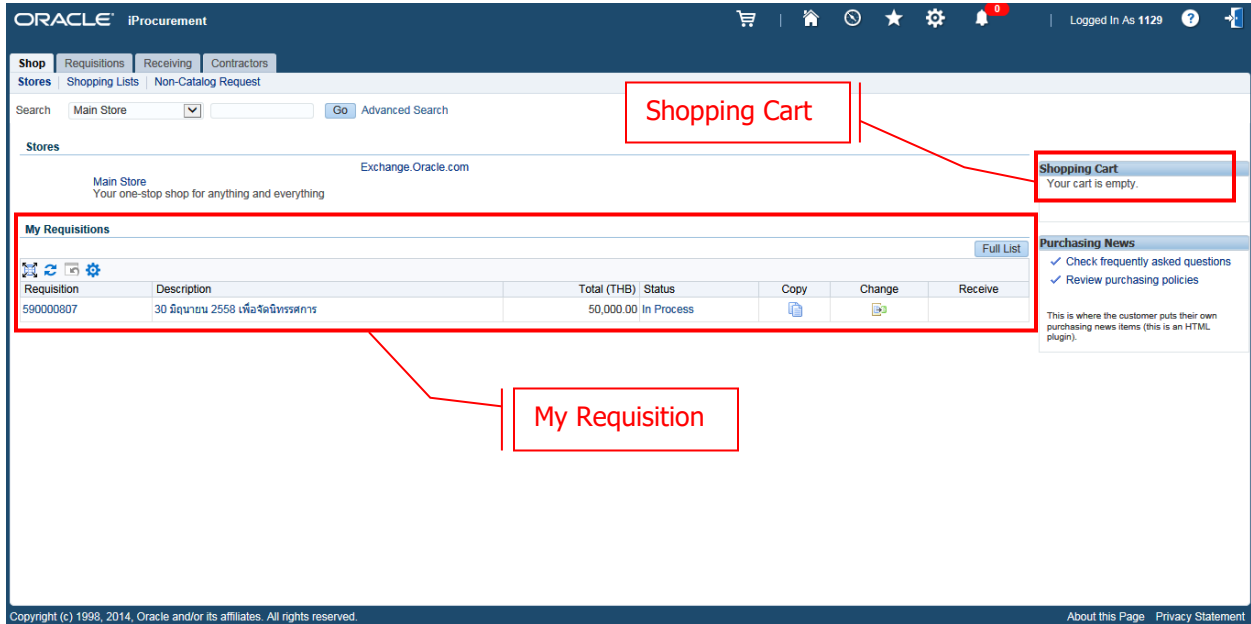 ORACLE iProcurement
0
Logged In As 1129
Shop Requisitions Receiving Contractors
Stores Shopping Lists Non-Catalog Request
Search Main Store Go Advanced Search
Shopping Cart
Stores
Exchange.Oracle.com
Main Store
Your one-stop shop for anything and everything
Shopping Cart
Your cart is empty.
My Requisitions
Full List
Requisition Description Total (THB) Status Copy Change Receive
590000807 30 มิถุนายน 2558 เพื่อจัดนิทรรศการ 50,000.00 In Process
Purchasing News
Check frequently asked questions
Review purchasing policies
This is where the customer puts their own
purchasing news items (this is an HTML
plugin).
My Requisition
Copyright (c) 1998, 2014, Oracle and/or its affiliates. All rights reserved.
About this Page Privacy Statement